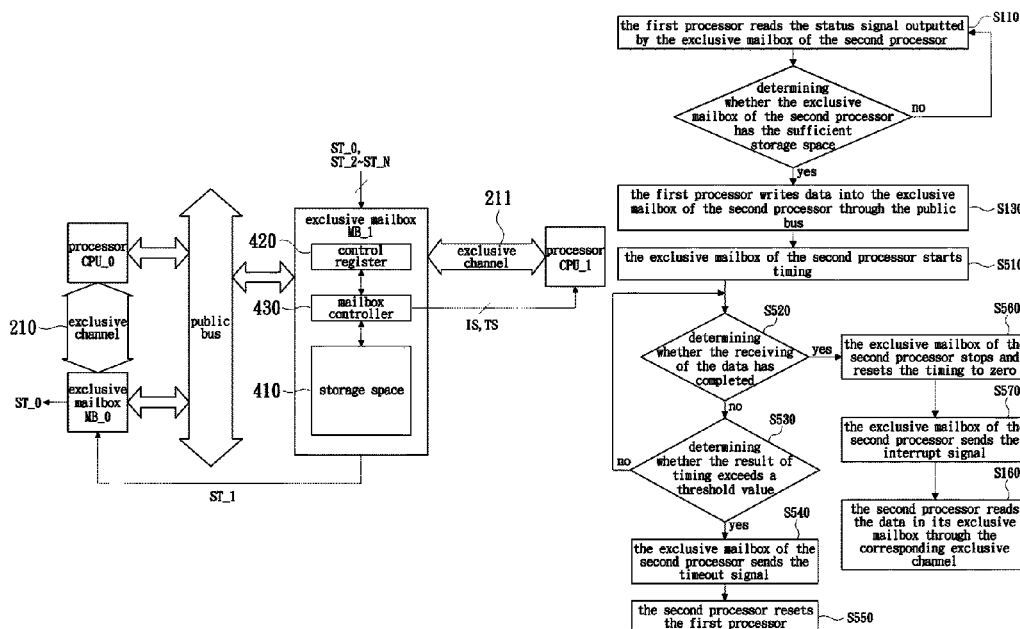 ST_0,
ST_2~ST_N
exclusive mailbox
MB_1
420
control
register
430
mailbox
controller
410
storage space
processor
CPU_0
210
exclusive
channel
exclusive
mailbox
MB_0
ST_0
public
bus
ST_1
211
exclusive
channel
processor
CPU_1
IS, TS
S110
the first processor reads the status signal outputted
by the exclusive mailbox of the second processor
determining
whether the exclusive
mailbox of the second processor
has the sufficient
storage space
no
yes
the first processor writes data into the exclusive
mailbox of the second processor through the public
bus
S130
the exclusive mailbox of the second processor starts
timing
S510
S520
determining
whether the receiving
of the data has
completed
yes
no
S530
determining
whether the result of
timing exceeds a
threshold value
no
yes
S540
the exclusive mailbox of the
second processor sends the
timeout signal
the second processor resets
the first processor
S550
S560
the exclusive mailbox of the
second processor stops and
resets the timing to zero
S570
the exclusive mailbox of the
second processor sends the
interrupt signal
S160
the second processor reads
the data in its exclusive
mailbox through the
corresponding exclusive
channel